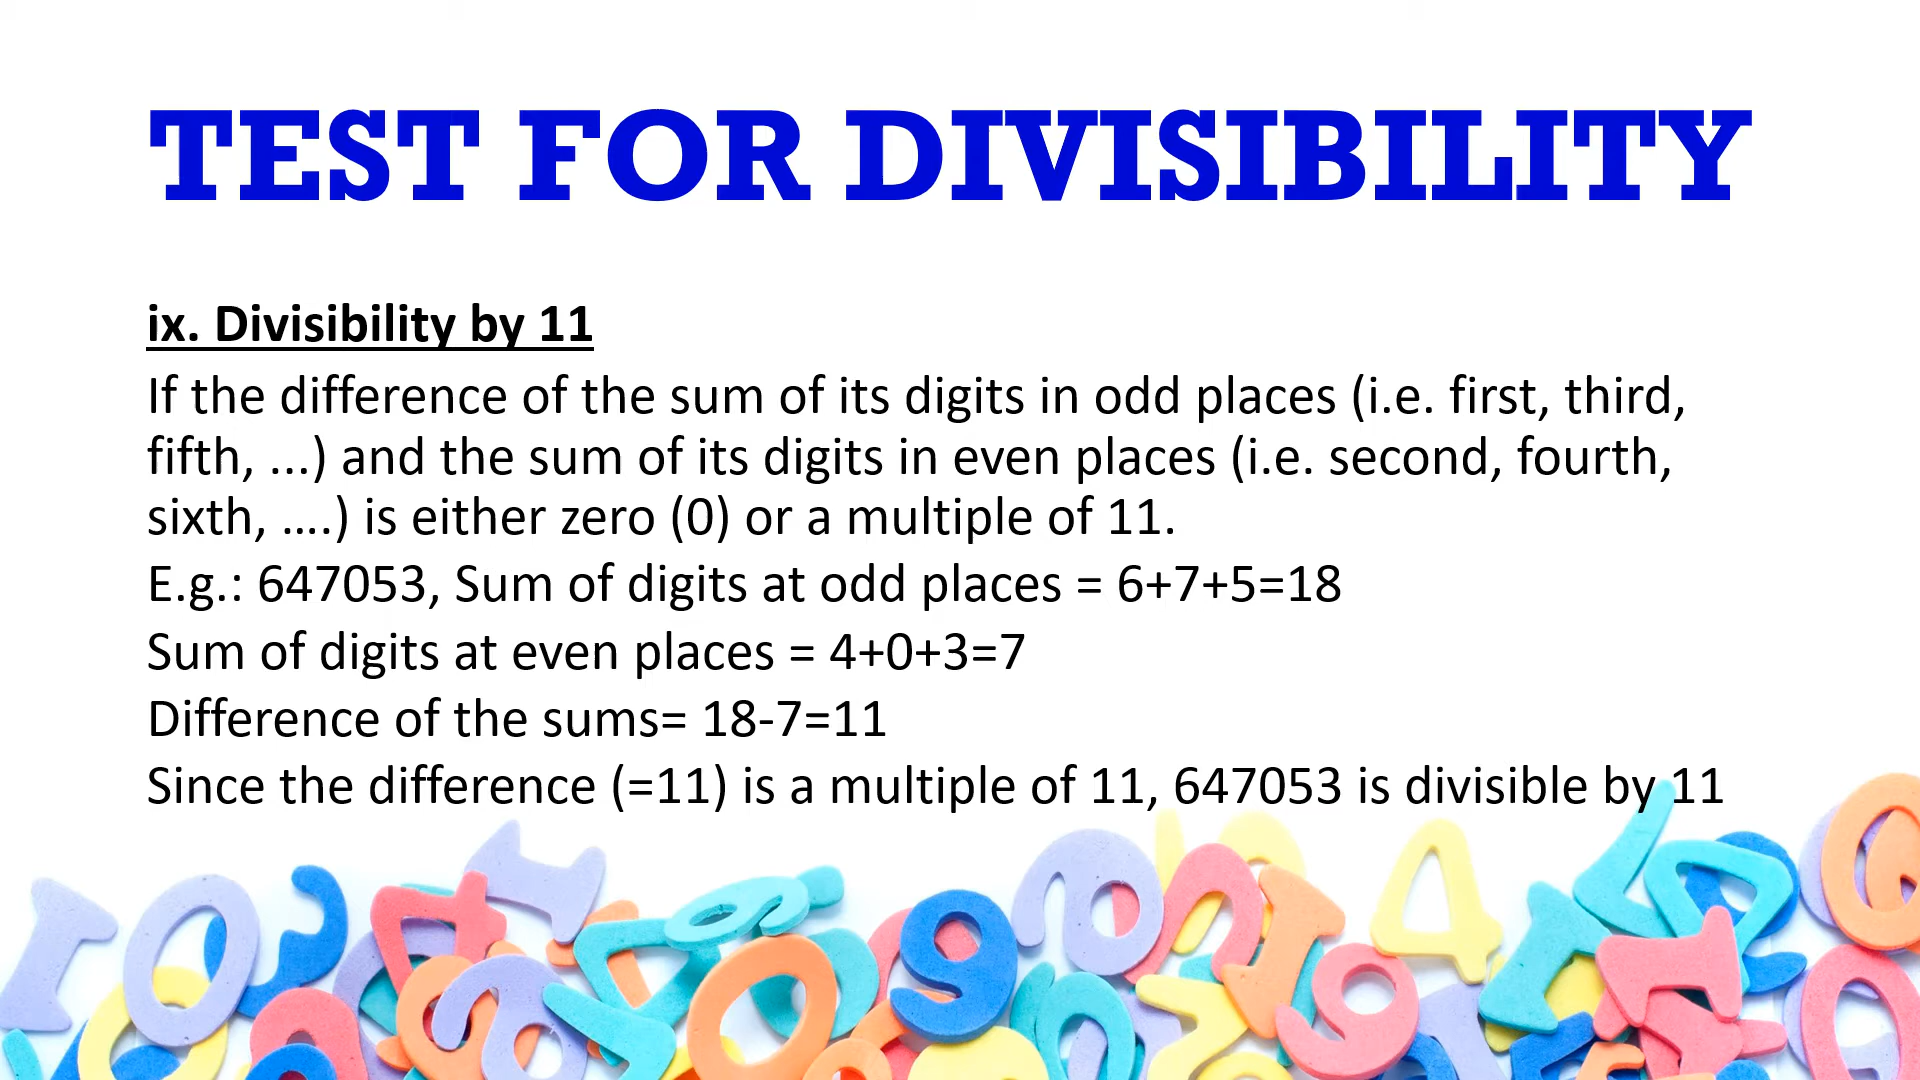 TEST FOR DIVISIBILITY
ix. Divisibility by 11
If the difference of the sum of its digits in odd places (i.e. first, third,
fifth, ...) and the sum of its digits in even places (i.e. second, fourth,
sixth, ....) is either zero (0) or a multiple of 11.
E.g.: 647053, Sum of digits at odd places = 6+7+5=18
Sum of digits at even places = 4+0+3=7
Difference of the sums= 18-7=11
Since the difference (=11) is a multiple of 11, 647053 is divisible by 11